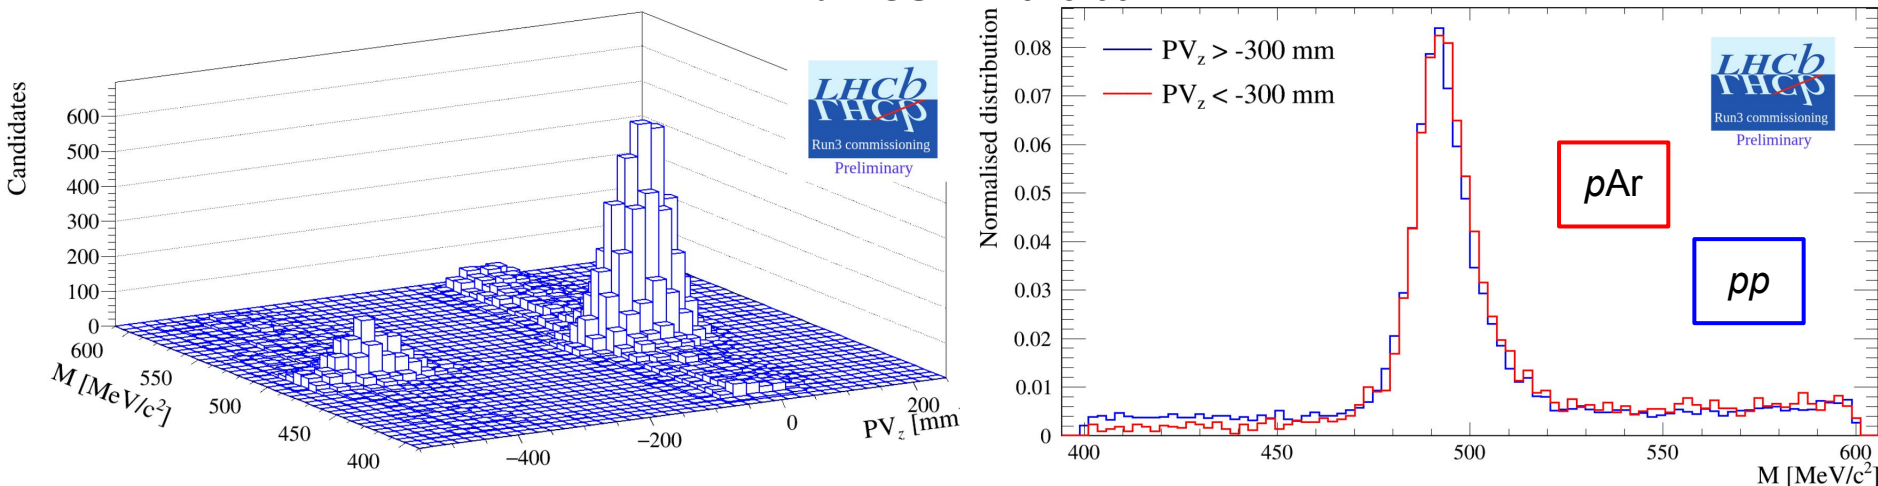 Candidates
600
500
400
300
200
100
0
600
550
500
450
400
M [MeV/c²]
−400
−200
0
200
PV_z [mm
LHCb
LHCb
Run3 commissioning
Preliminary
Normalised distribution
0.08
0.07
0.06
0.05
0.04
0.03
0.02
0.01
0
PV_z > -300 mm
PV_z < -300 mm
LHCb
LHCb
Run3 commissioning
Preliminary
pAr
pp
400
450
500
550
600
M [MeV/c²]